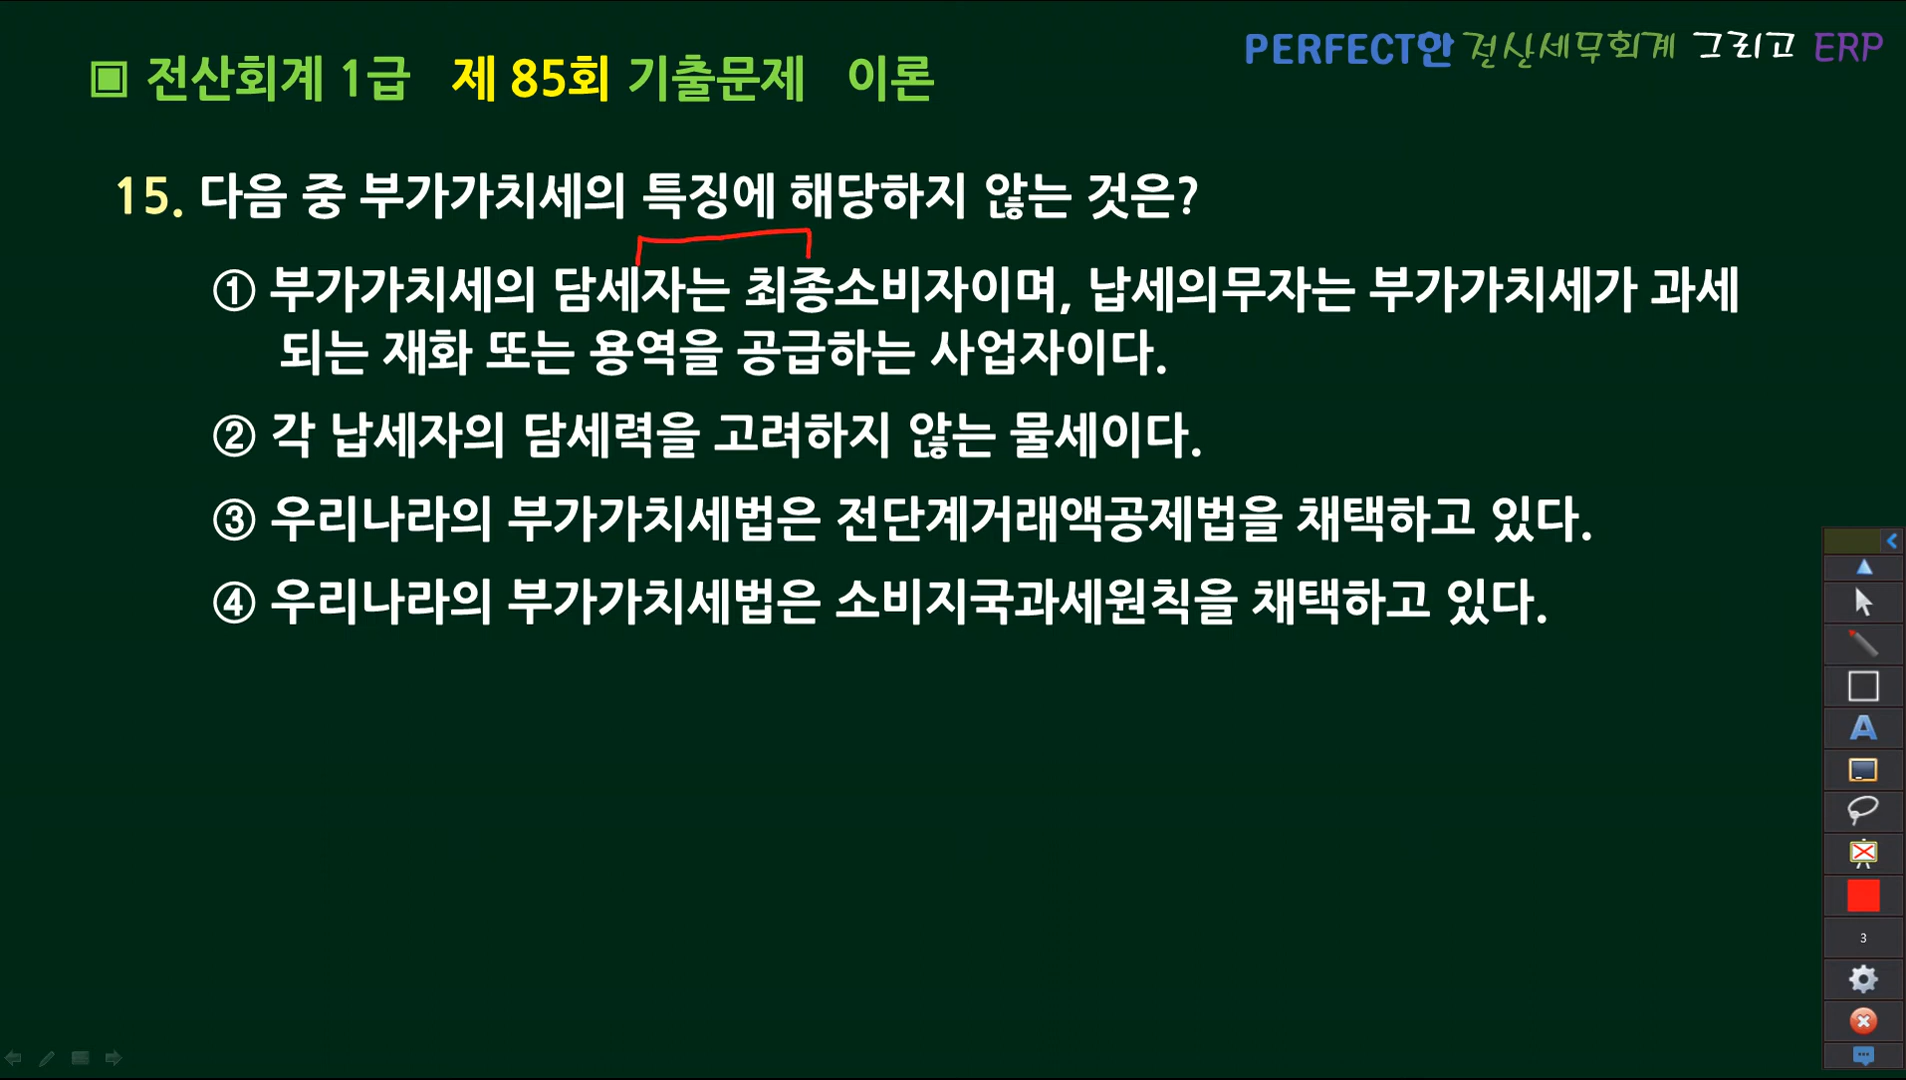 PERFECT한 전산세무회계 그리고 ERP
▣ 전산회계 1급 제 85회 기출문제 이론
15. 다음 중 부가가치세의 특징에 해당하지 않는 것은?
① 부가가치세의 담세자는 최종소비자이며, 납세의무자는 부가가치세가 과세
되는 재화 또는 용역을 공급하는 사업자이다.
② 각 납세자의 담세력을 고려하지 않는 물세이다.
③ 우리나라의 부가가치세법은 전단계거래액공제법을 채택하고 있다.
④ 우리나라의 부가가치세법은 소비지국과세원칙을 채택하고 있다.
A
3